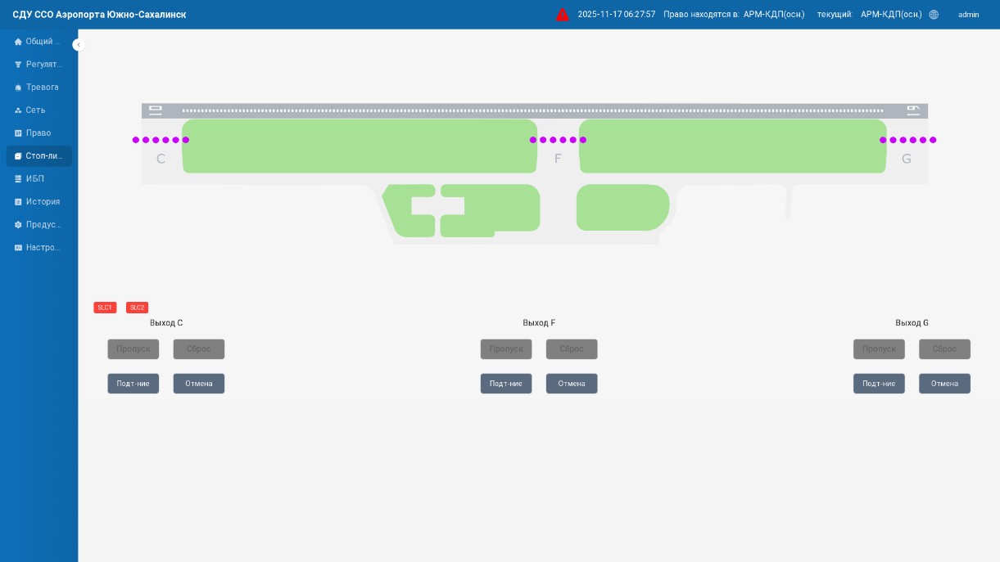 СДУ ССО Аэропорта Южно-Сахалинск
2025-11-17 06:27:57 Право находятся в: АРМ-КДП(осн.) текущий: АРМ-КДП(осн.) admin
Общий ...
Регулят...
Тревога
Сеть
Право
Стоп-ли...
ИБП
История
Предус...
Настро...
C F G
SLC1 SLC2
Выход C Выход F Выход G
Пропуск Сброс Пропуск Сброс Пропуск Сброс
Подт-ние Отмена Подт-ние Отмена Подт-ние Отмена